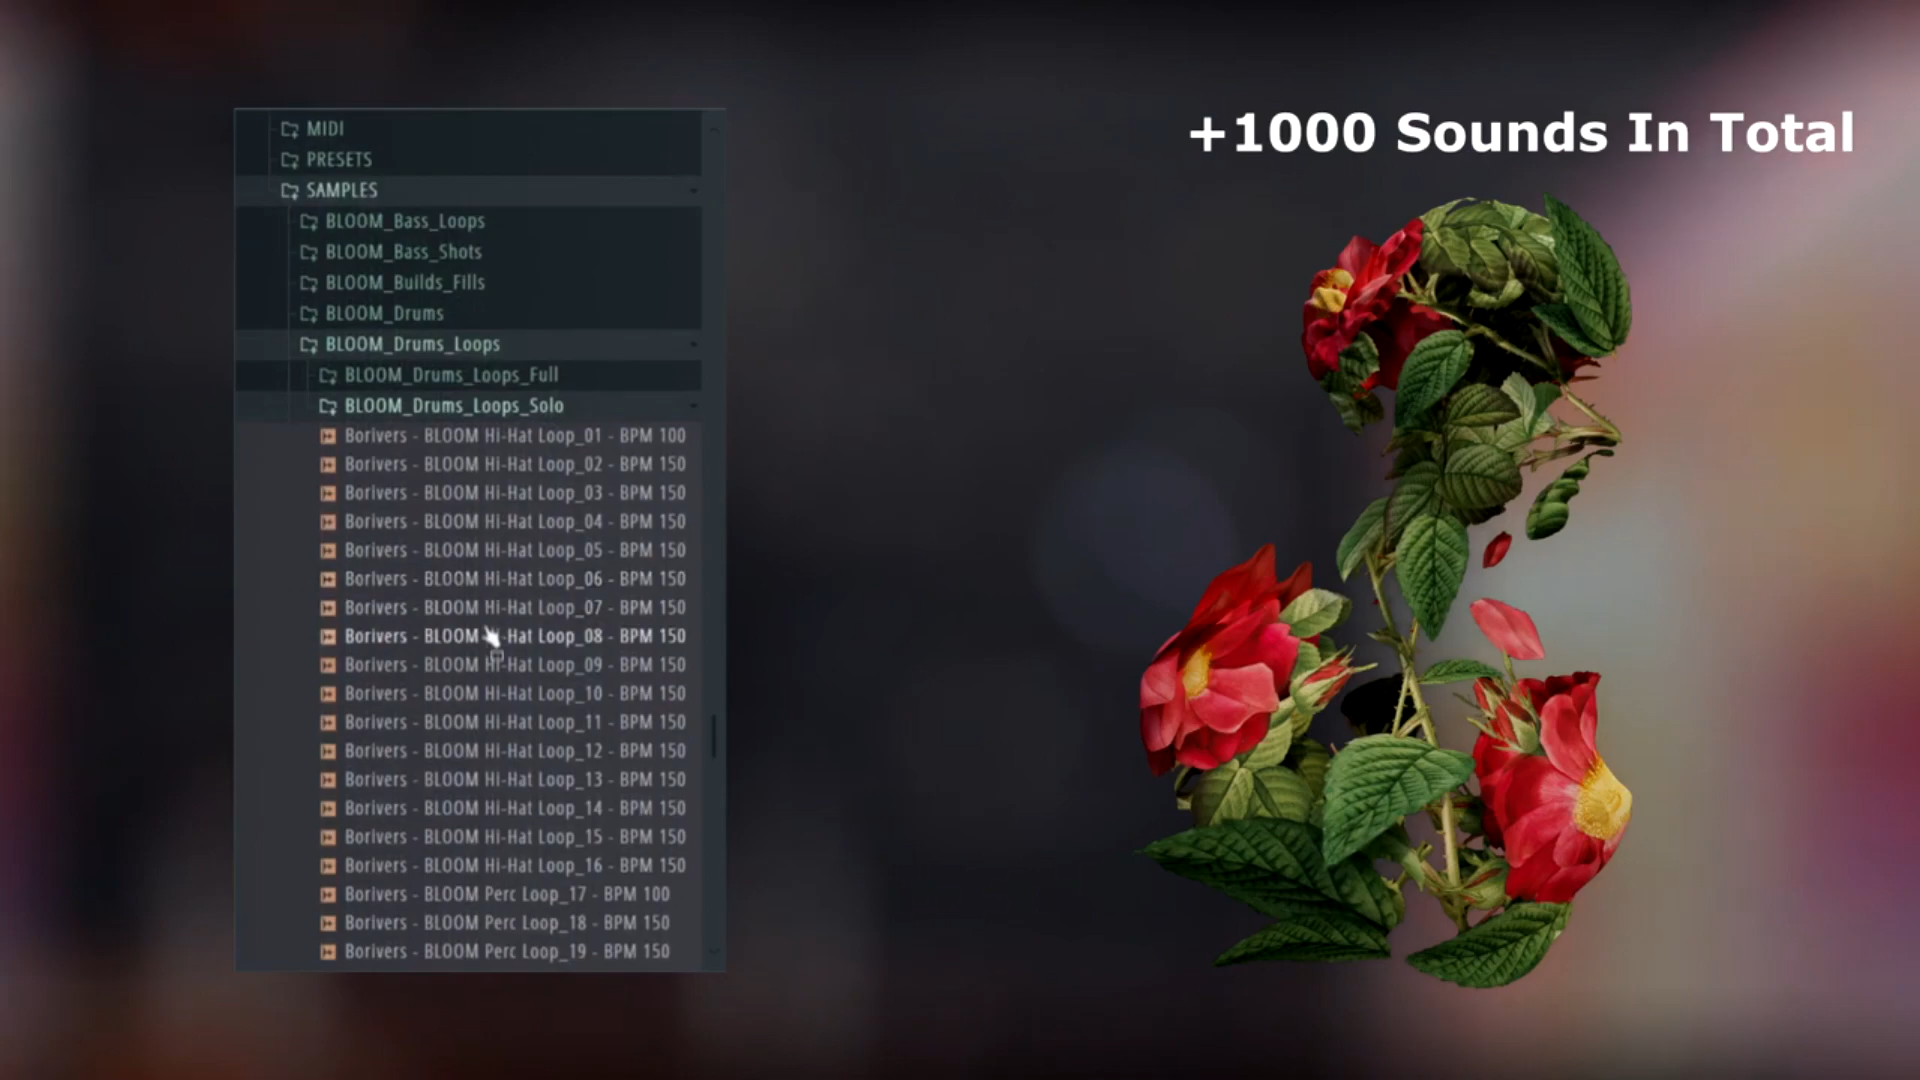 MIDI
PRESETS
SAMPLES
BLOOM_Bass_Loops
BLOOM_Bass_Shots
BLOOM_Builds_Fills
BLOOM_Drums
BLOOM_Drums_Loops
BLOOM_Drums_Loops_Full
BLOOM_Drums_Loops_Solo
Borivers - BLOOM Hi-Hat Loop_01 - BPM 100
Borivers - BLOOM Hi-Hat Loop_02 - BPM 150
Borivers - BLOOM Hi-Hat Loop_03 - BPM 150
Borivers - BLOOM Hi-Hat Loop_04 - BPM 150
Borivers - BLOOM Hi-Hat Loop_05 - BPM 150
Borivers - BLOOM Hi-Hat Loop_06 - BPM 150
Borivers - BLOOM Hi-Hat Loop_07 - BPM 150
Borivers - BLOOM Hi-Hat Loop_08 - BPM 150
Borivers - BLOOM Hi-Hat Loop_09 - BPM 150
Borivers - BLOOM Hi-Hat Loop_10 - BPM 150
Borivers - BLOOM Hi-Hat Loop_11 - BPM 150
Borivers - BLOOM Hi-Hat Loop_12 - BPM 150
Borivers - BLOOM Hi-Hat Loop_13 - BPM 150
Borivers - BLOOM Hi-Hat Loop_14 - BPM 150
Borivers - BLOOM Hi-Hat Loop_15 - BPM 150
Borivers - BLOOM Hi-Hat Loop_16 - BPM 150
Borivers - BLOOM Perc Loop_17 - BPM 100
Borivers - BLOOM Perc Loop_18 - BPM 150
Borivers - BLOOM Perc Loop_19 - BPM 150
+1000 Sounds In Total